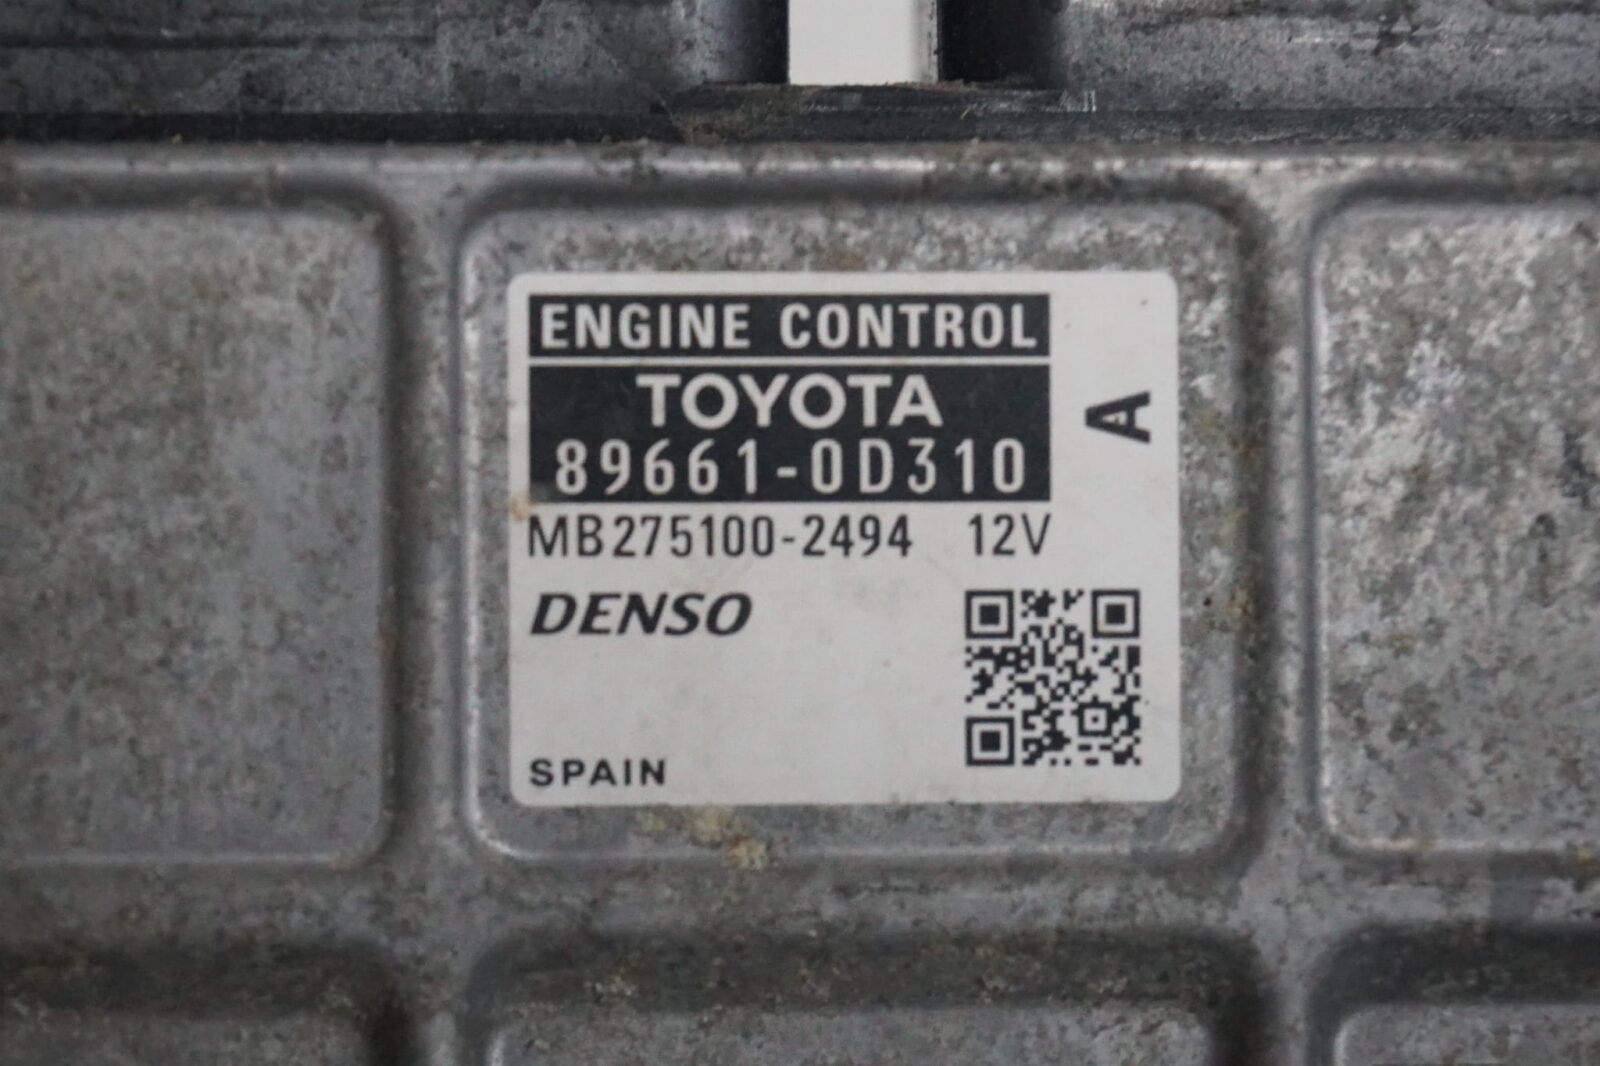 ENGINE CONTROL
TOYOTA
89661-0D310
A
MB275100-2494 12V
DENSO
SPAIN